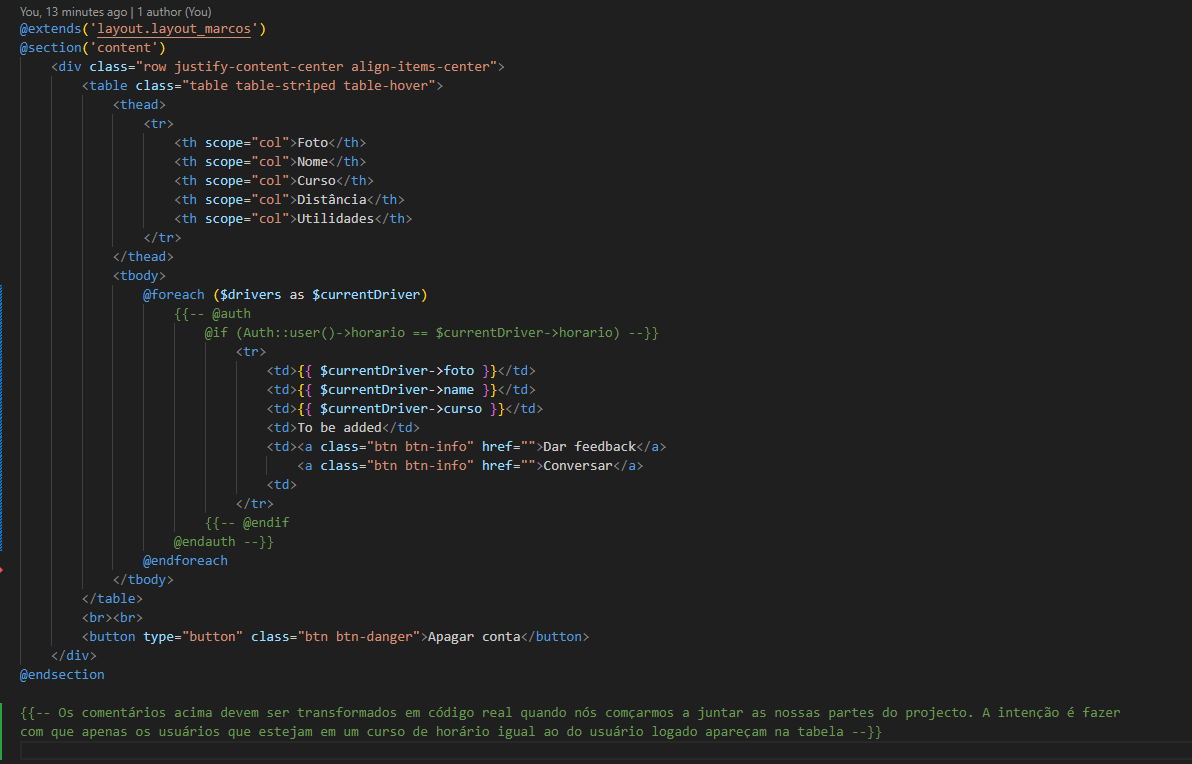 You, 13 minutes ago | 1 author (You)
@extends('layout.layout_marcos')
@section('content')
<div class="row justify-content-center align-items-center">
<table class="table table-striped table-hover">
<thead>
<tr>
<th scope="col">Foto</th>
<th scope="col">Nome</th>
<th scope="col">Curso</th>
<th scope="col">Distância</th>
<th scope="col">Utilidades</th>
</tr>
</thead>
<tbody>
@foreach ($drivers as $currentDriver)
{{-- @auth
@if (Auth::user()->horario == $currentDriver->horario) --}}
<tr>
<td>{{ $currentDriver->foto }}</td>
<td>{{ $currentDriver->name }}</td>
<td>{{ $currentDriver->curso }}</td>
<td>To be added</td>
<td><a class="btn btn-info" href="">Dar feedback</a>
<a class="btn btn-info" href="">Conversar</a>
<td>
</tr>
{{-- @endif
@endauth --}}
@endforeach
</tbody>
</table>
<br><br>
<button type="button" class="btn btn-danger">Apagar conta</button>
</div>
@endsection
{{-- Os comentários acima devem ser transformados em código real quando nós comçarmos a juntar as nossas partes do projecto. A intenção é fazer
com que apenas os usuários que estejam em um curso de horário igual ao do usuário logado apareçam na tabela --}}